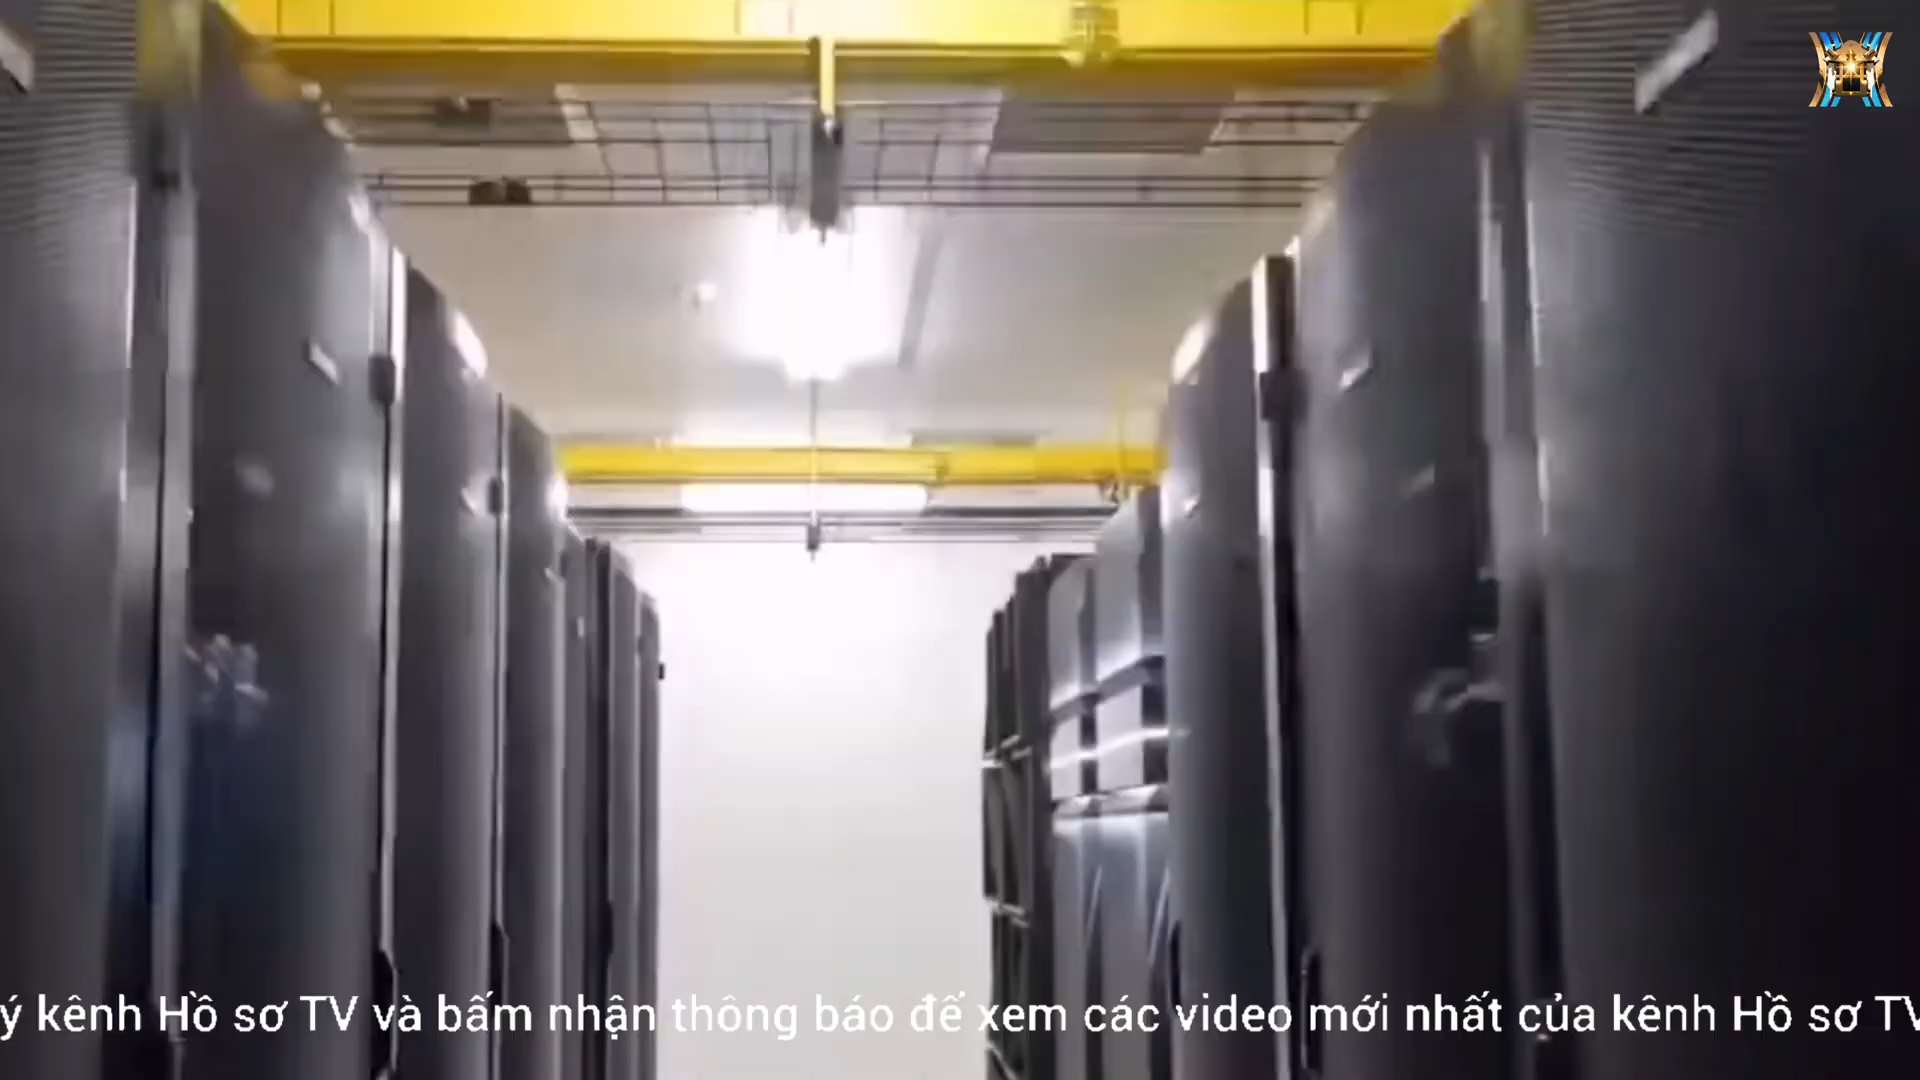 ý kênh Hồ sơ TV và bấm nhận thông báo để xem các video mới nhất của kênh Hồ sơ TV